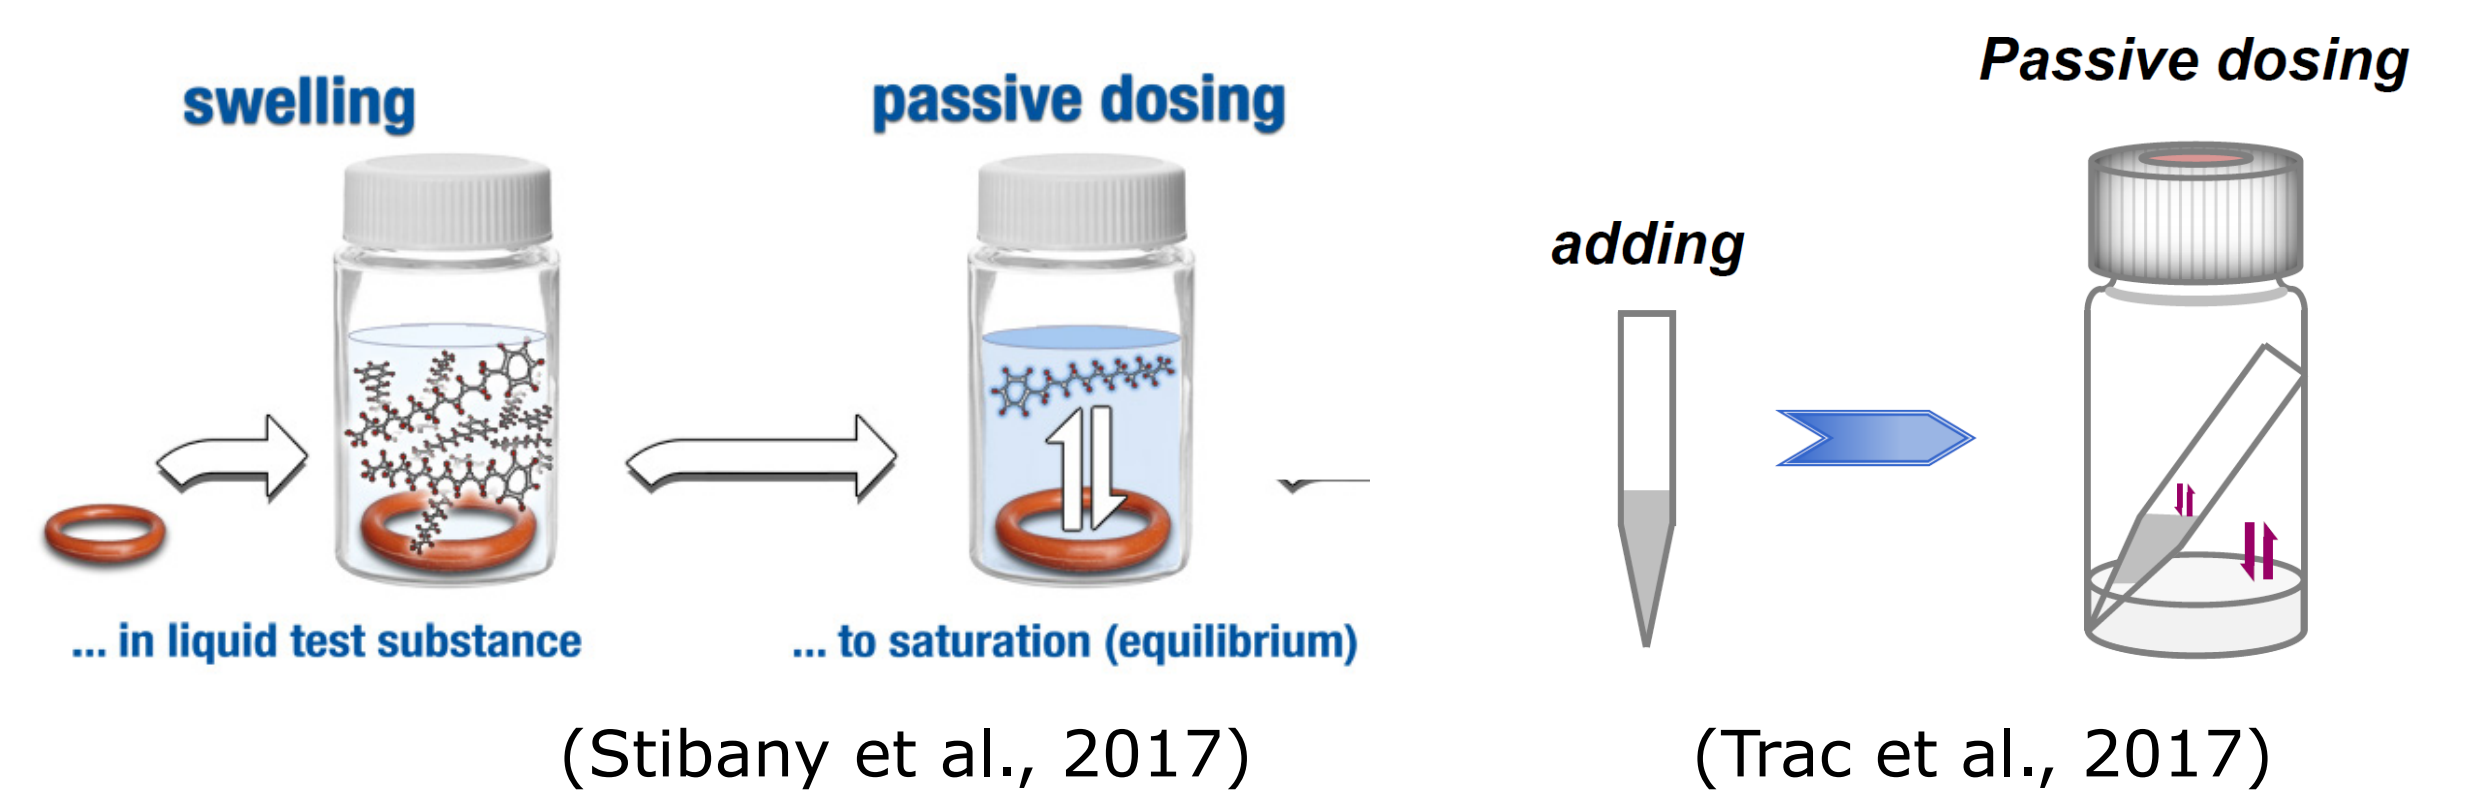 swelling
passive dosing
... in liquid test substance
... to saturation (equilibrium)
(Stibany et al., 2017)
adding
Passive dosing
(Trac et al., 2017)